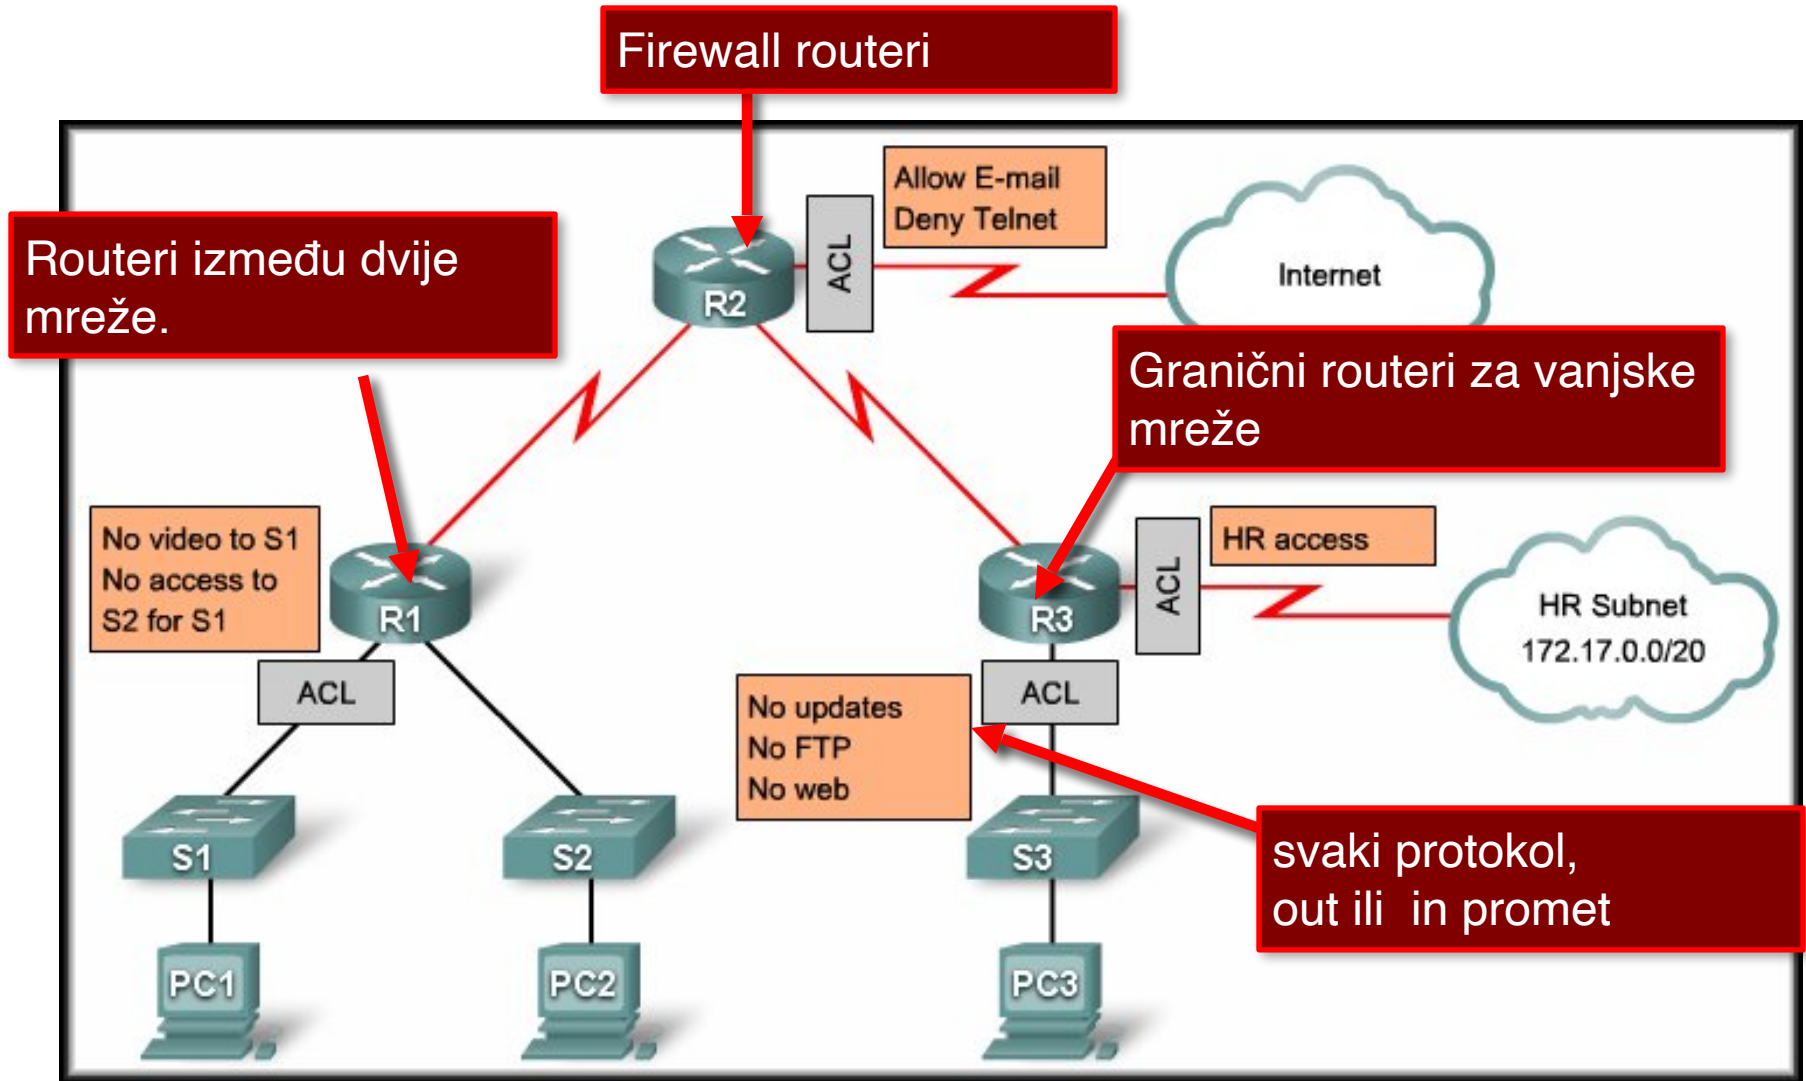 Firewall routeri
Allow E-mail
Deny Telnet
ACL
Internet
R2
Routeri između dvije
mreže.
Granični routeri za vanjske
mreže
No video to S1
No access to
S2 for S1
R1
ACL
HR access
ACL
R3
HR Subnet
172.17.0.0/20
No updates
No FTP
No web
ACL
svaki protokol,
out ili  in promet
S1
S2
S3
PC1
PC2
PC3